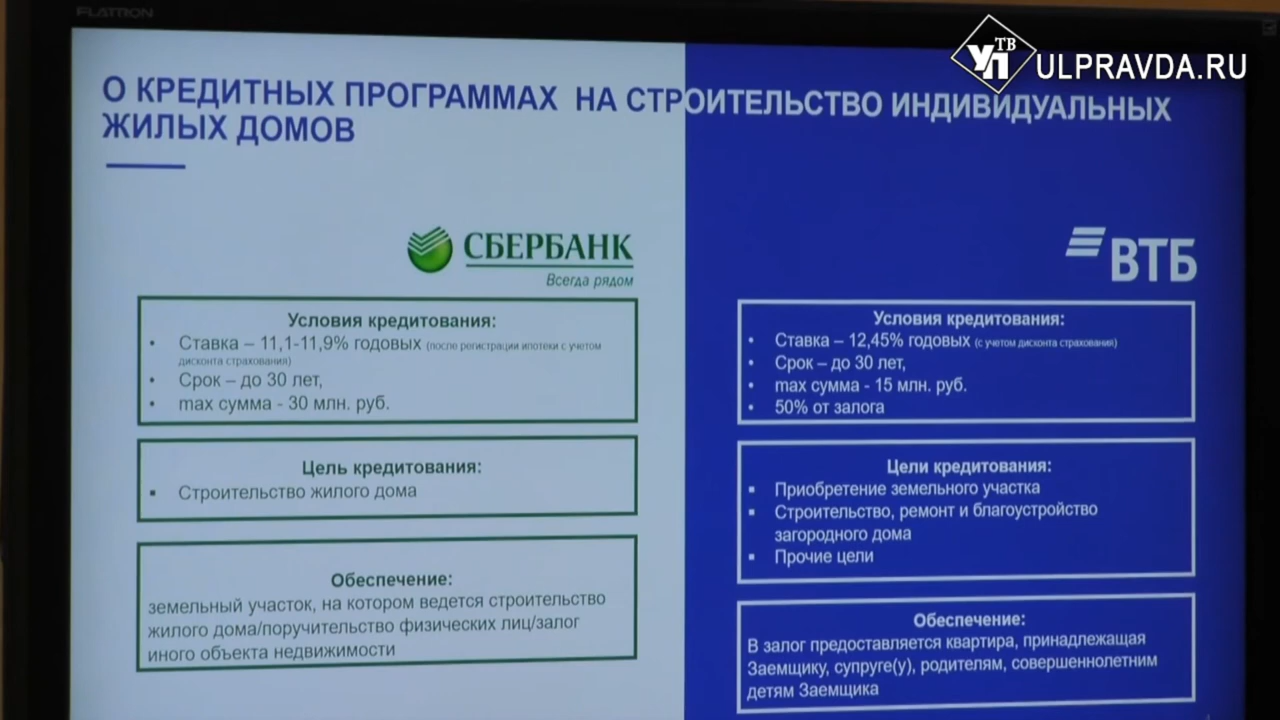 FLATRON
УП ТВ
ULPRAVDA.RU
О КРЕДИТНЫХ ПРОГРАММАХ НА СТРОИТЕЛЬСТВО ИНДИВИДУАЛЬНЫХ
ЖИЛЫХ ДОМОВ
СБЕРБАНК
Всегда рядом
Условия кредитования:
• Ставка – 11,1-11,9% годовых (после регистрации ипотеки с учетом
дисконта страхования)
• Срок – до 30 лет,
• max сумма - 30 млн. руб.
Цель кредитования:
▪ Строительство жилого дома
Обеспечение:
земельный участок, на котором ведется строительство
жилого дома/поручительство физических лиц/залог
иного объекта недвижимости
ВТБ
Условия кредитования:
• Ставка – 12,45% годовых (с учетом дисконта страхования)
• Срок – до 30 лет,
• max сумма - 15 млн. руб.
• 50% от залога
Цели кредитования:
▪ Приобретение земельного участка
▪ Строительство, ремонт и благоустройство
загородного дома
▪ Прочие цели
Обеспечение:
В залог предоставляется квартира, принадлежащая
Заемщику, супруге(у), родителям, совершеннолетним
детям Заемщика